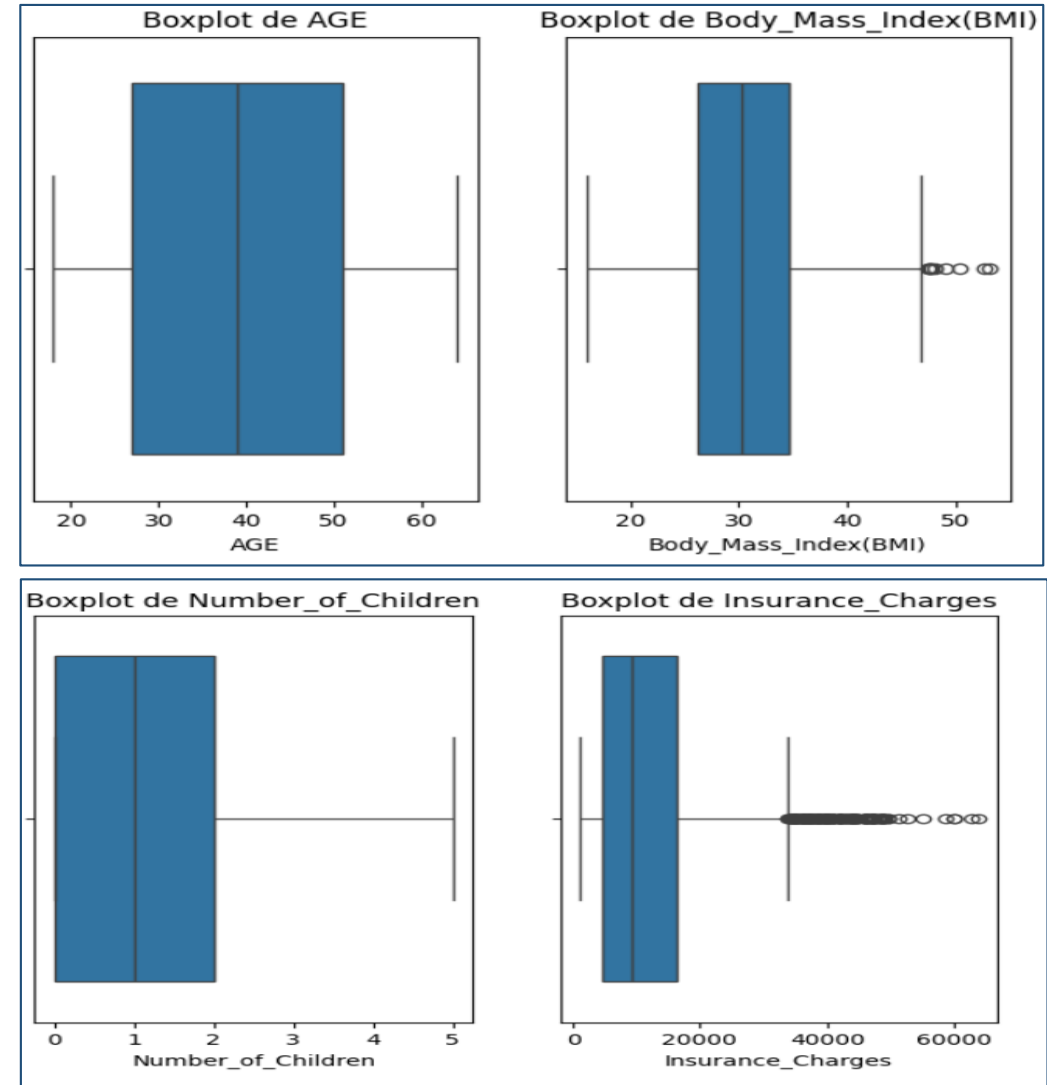 Boxplot de AGE
20 30 40 50 60
AGE
Boxplot de Body_Mass_Index(BMI)
20 30 40 50
Body_Mass_Index(BMI)
Boxplot de Number_of_Children
0 1 2 3 4 5
Number_of_Children
Boxplot de Insurance_Charges
0 20000 40000 60000
Insurance_Charges